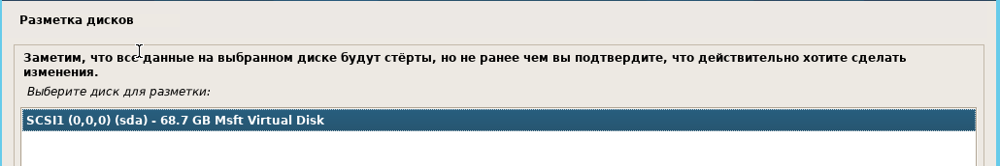 Разметка дисков
Заметим, что все данные на выбранном диске будут стёрты, но не ранее чем вы подтвердите, что действительно хотите сделать
изменения.
Выберите диск для разметки:
SCSI1 (0,0,0) (sda) - 68.7 GB Msft Virtual Disk